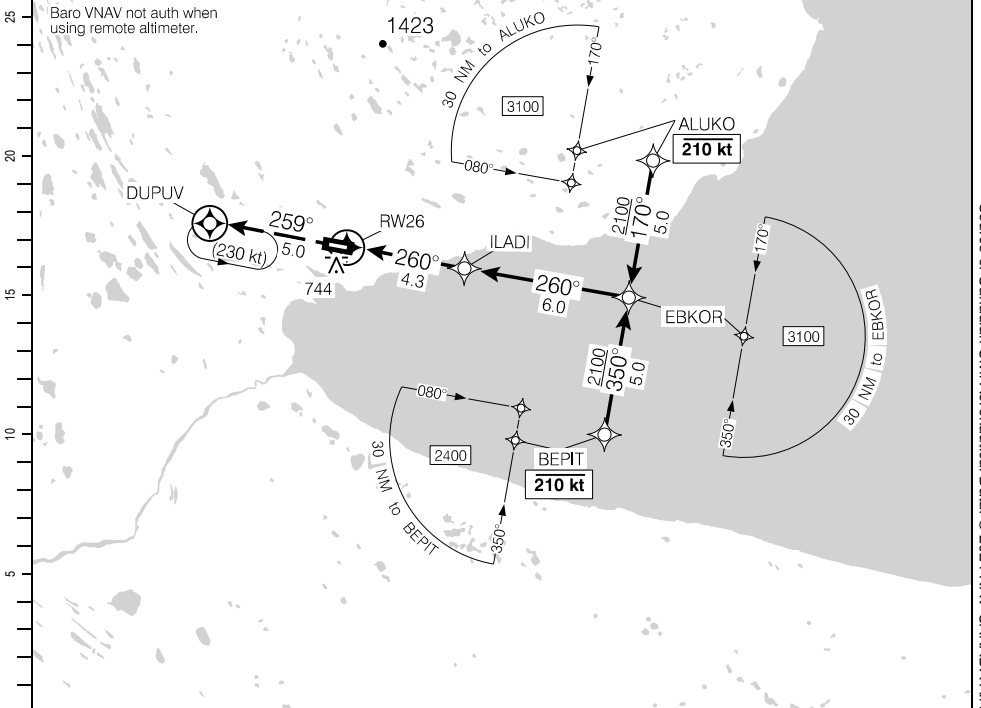 25
Baro VNAV not auth when
using remote altimeter.
1423
30 NM to ALUKO
170°
3100
080°
ALUKO
210 kt
20
DUPUV
259°
5.0
(230 kt)
RW26
744
260°
4.3
ILADI
260°
6.0
2100
170°
5.0
EBKOR
15
170°
3100
350°
30 NM to EBKOR
2100
350°
5.0
080°
2400
350°
30 NM to BEPIT
BEPIT
210 kt
10
5